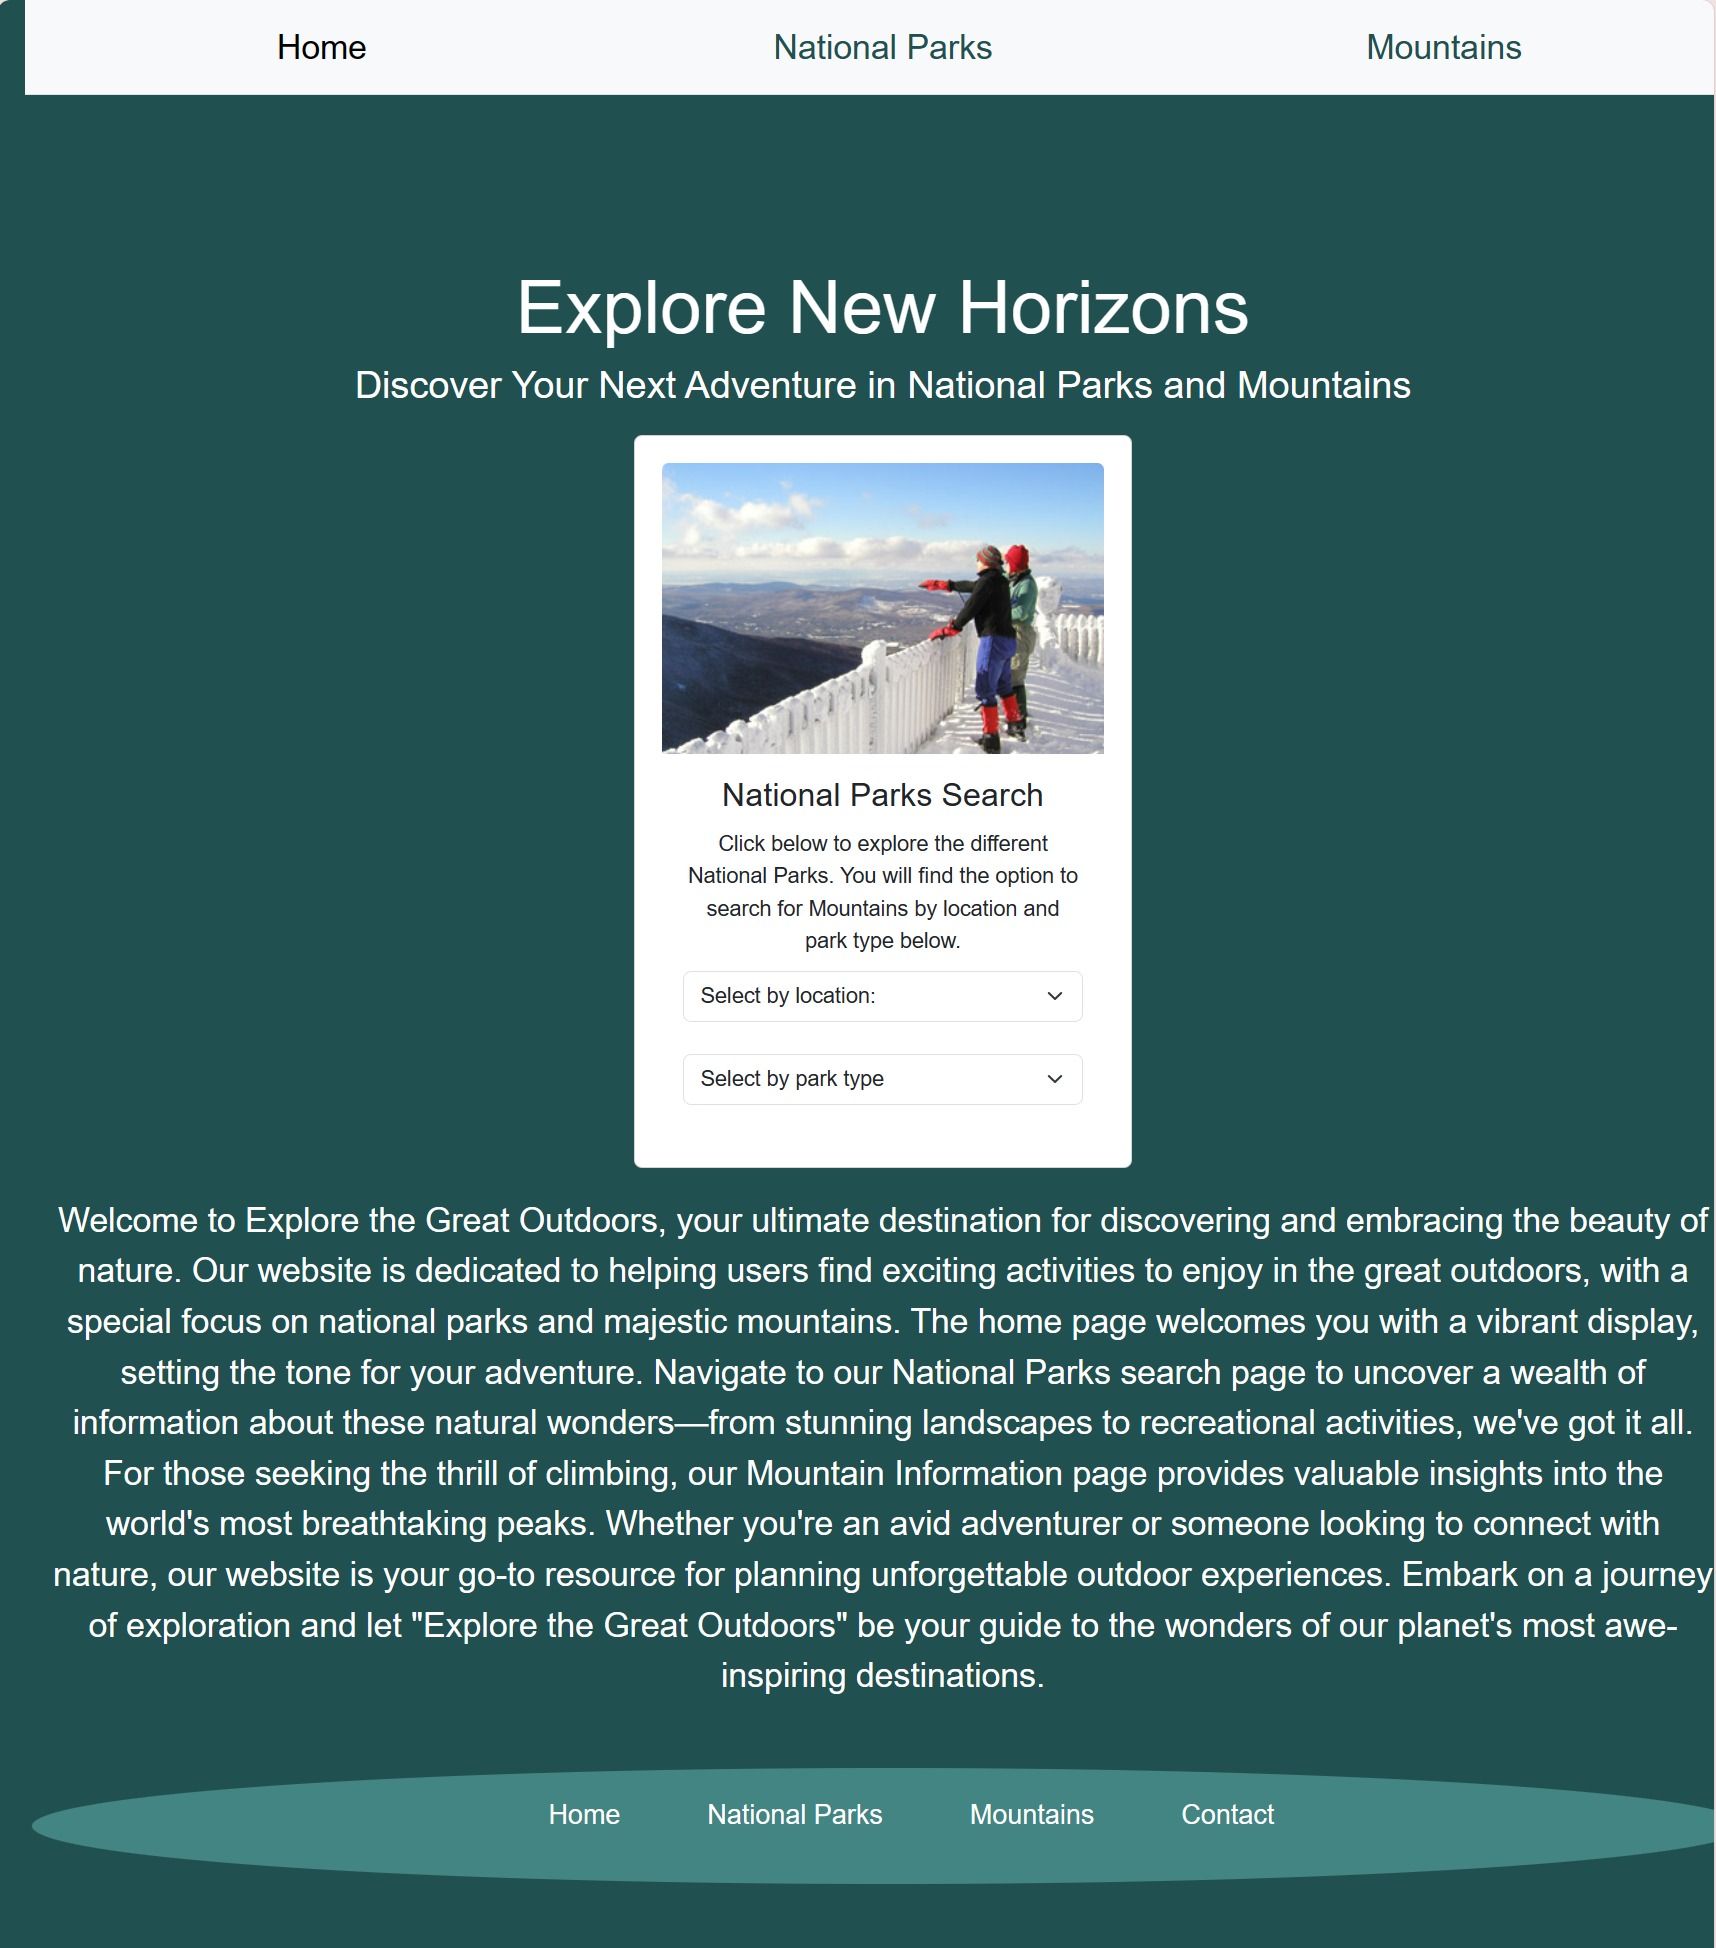 Home National Parks Mountains
Explore New Horizons
Discover Your Next Adventure in National Parks and Mountains
National Parks Search
Click below to explore the different
National Parks. You will find the option to
search for Mountains by location and
park type below.
Select by location:
Select by park type
Welcome to Explore the Great Outdoors, your ultimate destination for discovering and embracing the beauty of
nature. Our website is dedicated to helping users find exciting activities to enjoy in the great outdoors, with a
special focus on national parks and majestic mountains. The home page welcomes you with a vibrant display,
setting the tone for your adventure. Navigate to our National Parks search page to uncover a wealth of
information about these natural wonders—from stunning landscapes to recreational activities, we've got it all.
For those seeking the thrill of climbing, our Mountain Information page provides valuable insights into the
world's most breathtaking peaks. Whether you're an avid adventurer or someone looking to connect with
nature, our website is your go-to resource for planning unforgettable outdoor experiences. Embark on a journey
of exploration and let "Explore the Great Outdoors" be your guide to the wonders of our planet's most awe-
inspiring destinations.
Home National Parks Mountains Contact